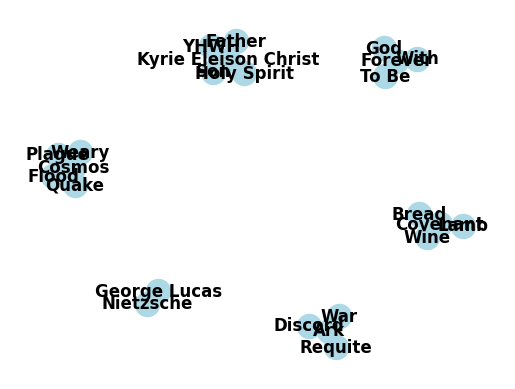 Father
YHWH
Kyrie Eleison Christ
Son
Holy Spirit
God
With
Forever
To Be
Weary
Plague
Cosmos
Flood
Quake
Bread
Covenant
Lamb
Wine
George Lucas
Nietzsche
War
Discord
Ark
Requite